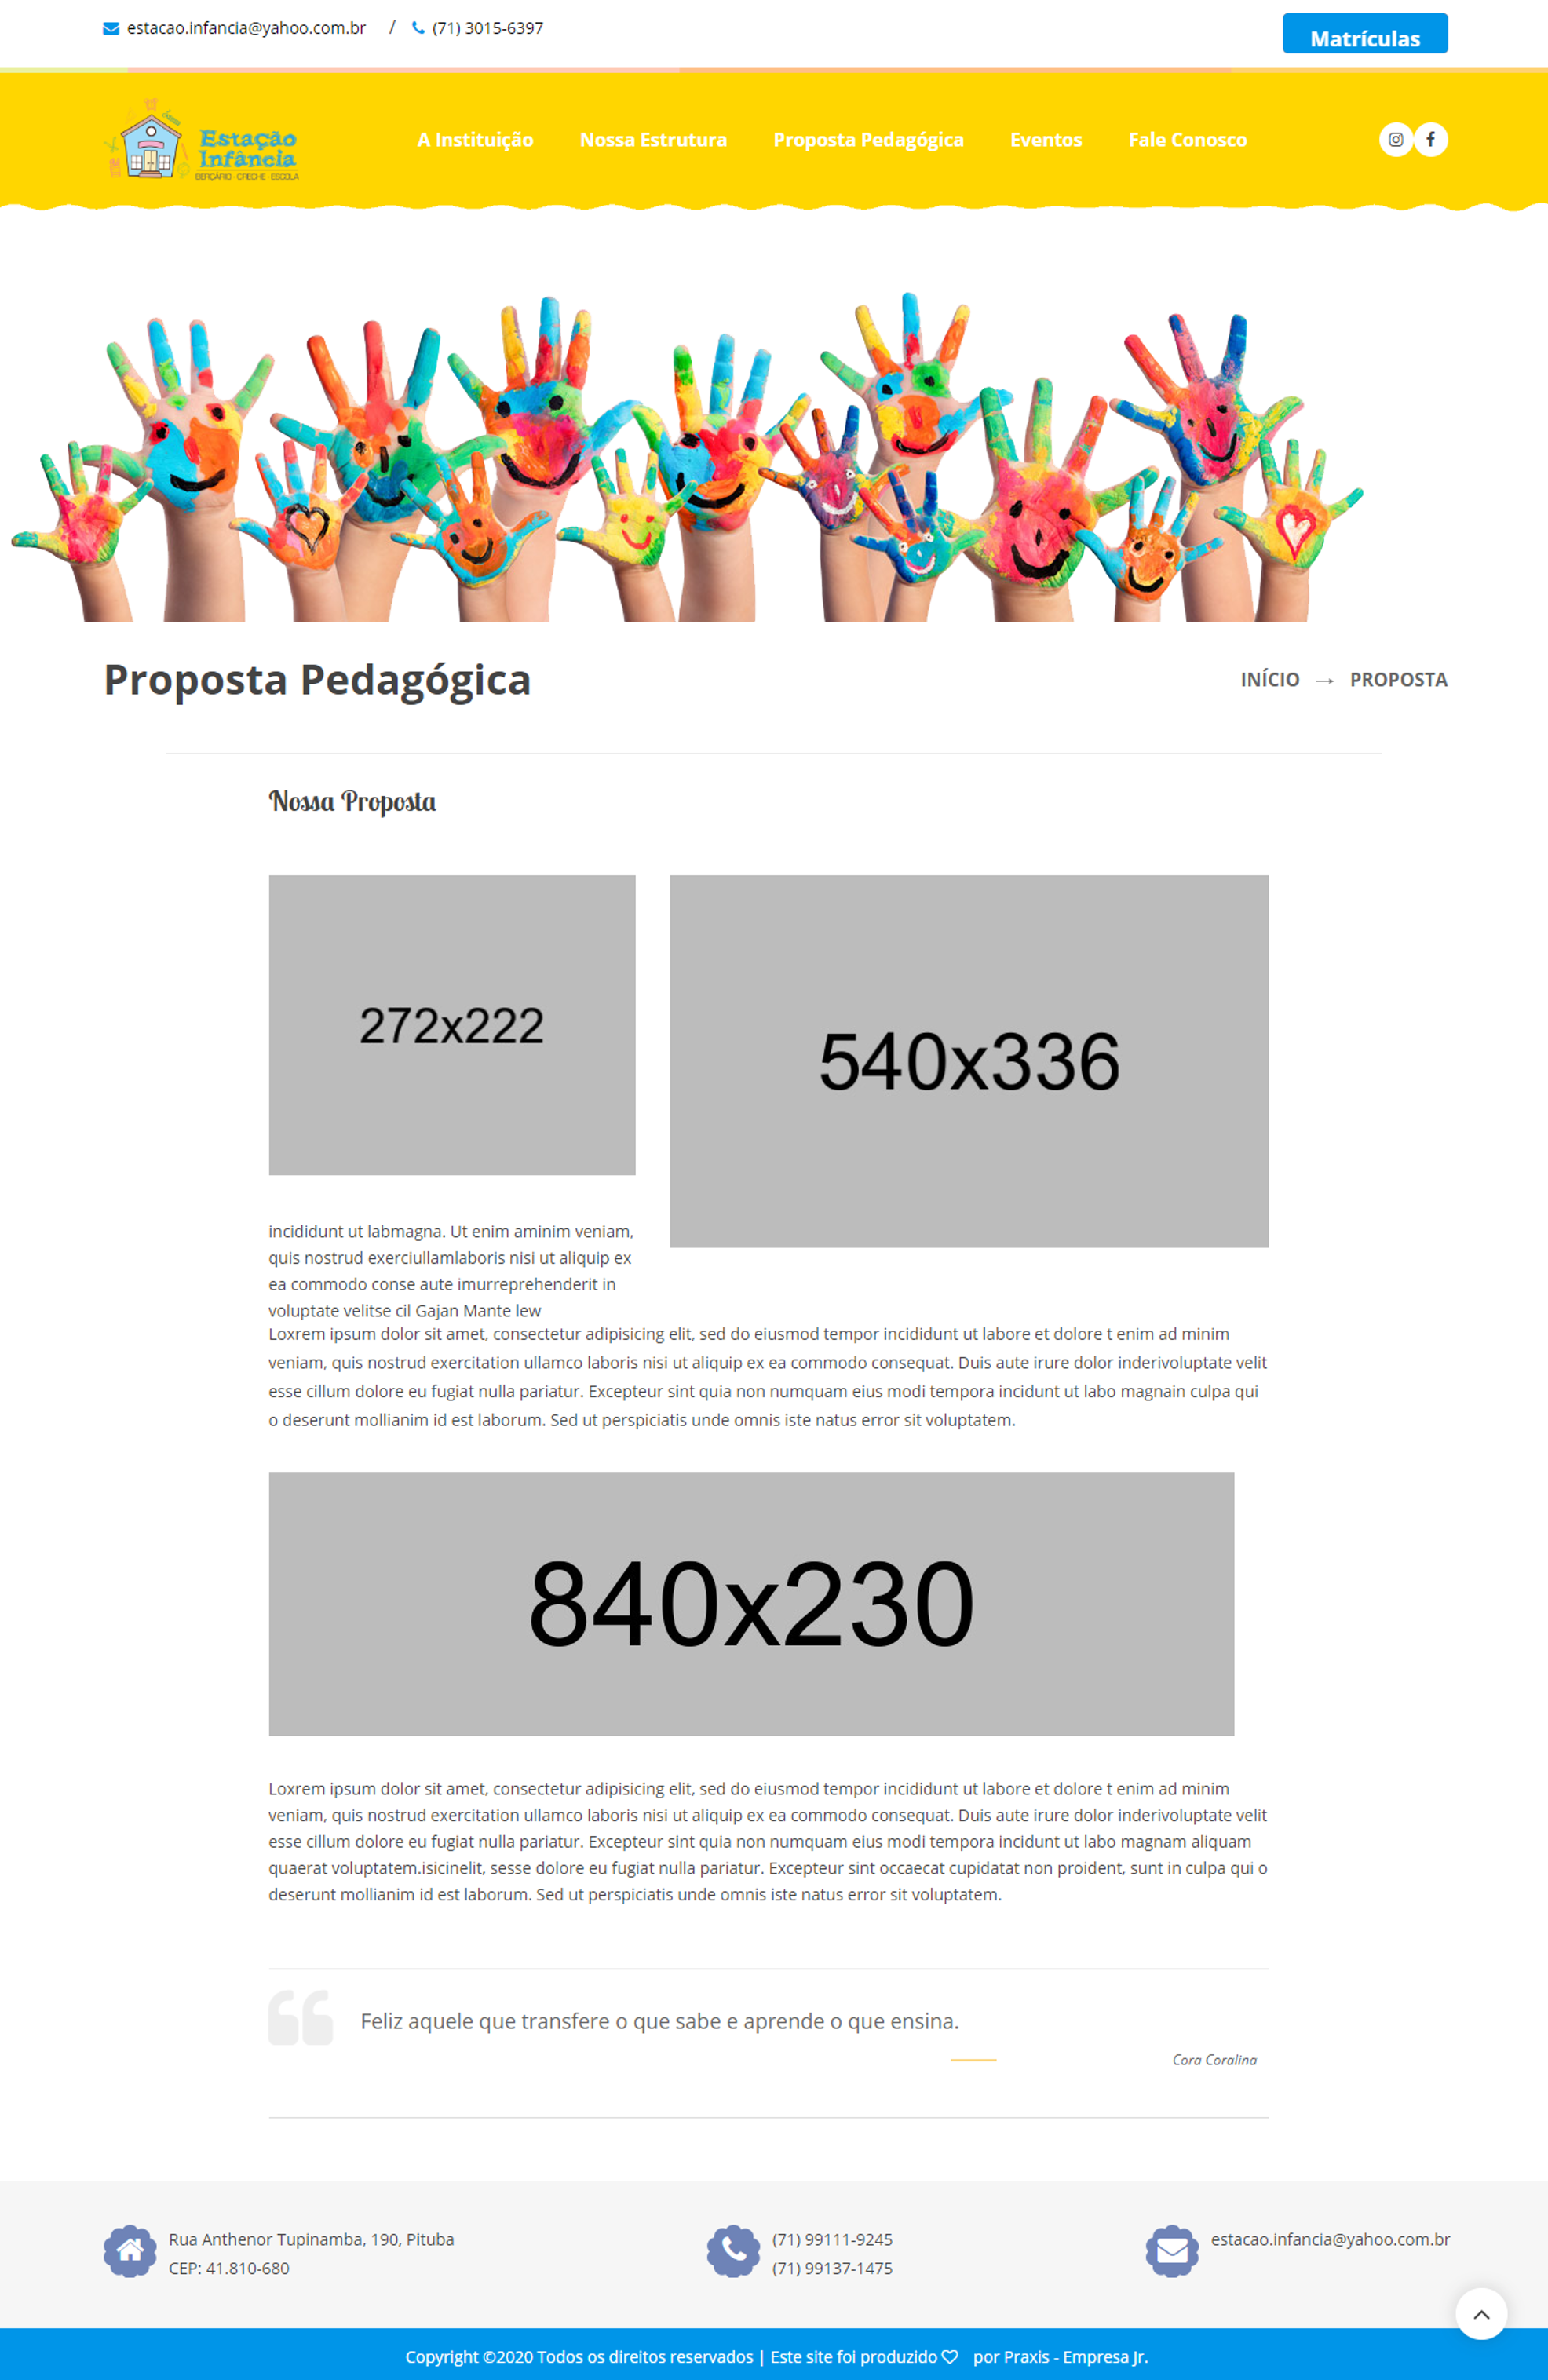 estacao.infancia@yahoo.com.br / (71) 3015-6397
Matrículas
Estação
Infância
BERÇÁRIO · CRECHE · ESCOLA
A Instituição Nossa Estrutura Proposta Pedagógica Eventos Fale Conosco
Proposta Pedagógica
INÍCIO → PROPOSTA
Nossa Proposta
272x222
540x336
incididunt ut labmagna. Ut enim aminim veniam,
quis nostrud exerciullamlaboris nisi ut aliquip ex
ea commodo conse aute imurreprehenderit in
voluptate velitse cil Gajan Mante lew
Loxrem ipsum dolor sit amet, consectetur adipisicing elit, sed do eiusmod tempor incididunt ut labore et dolore t enim ad minim
veniam, quis nostrud exercitation ullamco laboris nisi ut aliquip ex ea commodo consequat. Duis aute irure dolor inderivoluptate velit
esse cillum dolore eu fugiat nulla pariatur. Excepteur sint quia non numquam eius modi tempora incidunt ut labo magnain culpa qui
o deserunt mollianim id est laborum. Sed ut perspiciatis unde omnis iste natus error sit voluptatem.
840x230
Loxrem ipsum dolor sit amet, consectetur adipisicing elit, sed do eiusmod tempor incididunt ut labore et dolore t enim ad minim
veniam, quis nostrud exercitation ullamco laboris nisi ut aliquip ex ea commodo consequat. Duis aute irure dolor inderivoluptate velit
esse cillum dolore eu fugiat nulla pariatur. Excepteur sint quia non numquam eius modi tempora incidunt ut labo magnam aliquam
quaerat voluptatem.isicinelit, sesse dolore eu fugiat nulla pariatur. Excepteur sint occaecat cupidatat non proident, sunt in culpa qui o
deserunt mollianim id est laborum. Sed ut perspiciatis unde omnis iste natus error sit voluptatem.
Feliz aquele que transfere o que sabe e aprende o que ensina.
Cora Coralina
Rua Anthenor Tupinamba, 190, Pituba
CEP: 41.810-680
(71) 99111-9245
(71) 99137-1475
estacao.infancia@yahoo.com.br
Copyright ©2020 Todos os direitos reservados | Este site foi produzido ♡ por Praxis - Empresa Jr.